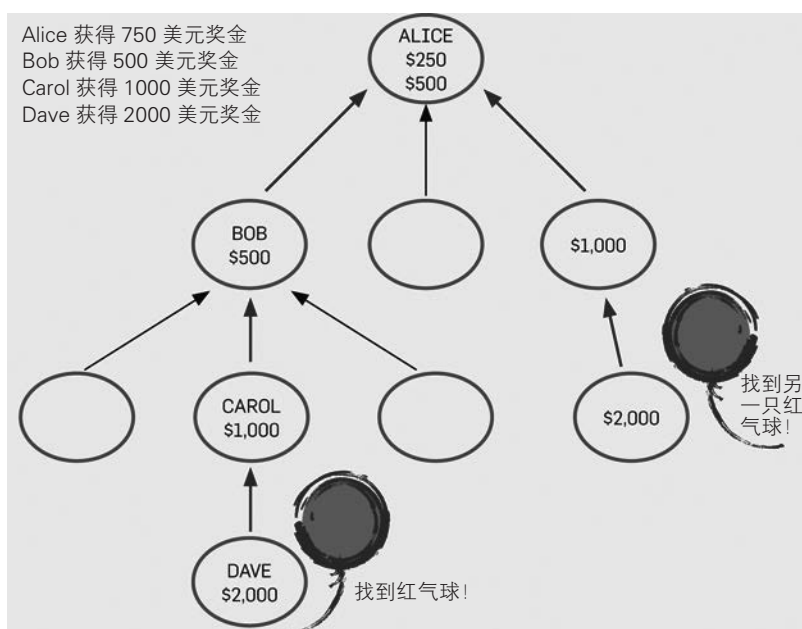 Alice 获得 750 美元奖金
Bob 获得 500 美元奖金
Carol 获得 1000 美元奖金
Dave 获得 2000 美元奖金
ALICE
$250
$500
BOB
$500
$1,000
CAROL
$1,000
$2,000
找到另
一只红
气球!
DAVE
$2,000
找到红气球!